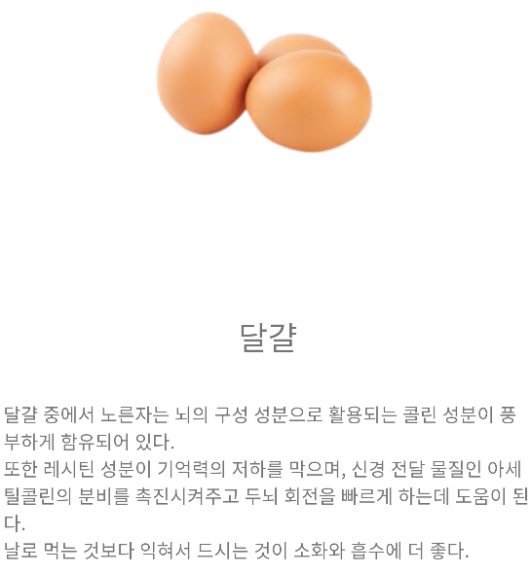 달걀
달걀 중에서 노른자는 뇌의 구성 성분으로 활용되는 콜린 성분이 풍
부하게 함유되어 있다.
또한 레시틴 성분이 기억력의 저하를 막으며, 신경 전달 물질인 아세
틸콜린의 분비를 촉진시켜주고 두뇌 회전을 빠르게 하는데 도움이 된
다.
날로 먹는 것보다 익혀서 드시는 것이 소화와 흡수에 더 좋다.